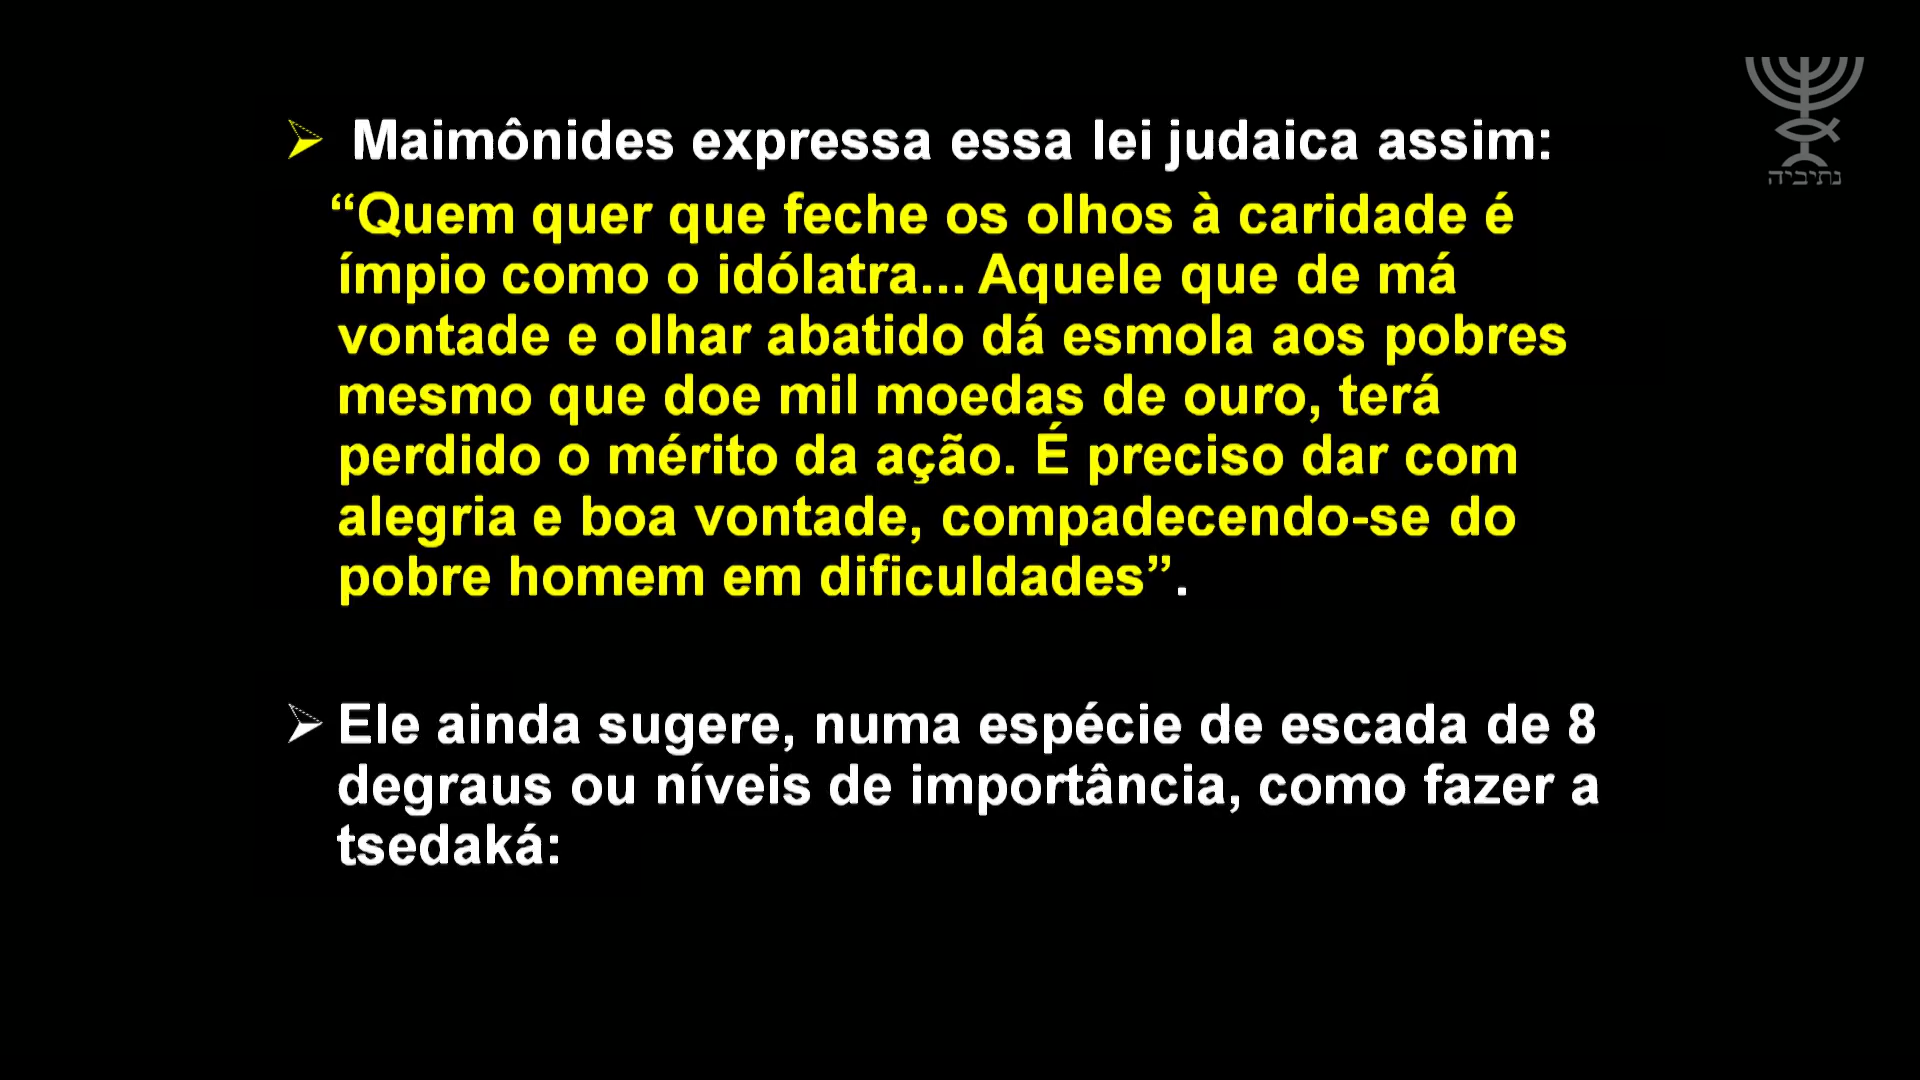 Maimônides expressa essa lei judaica assim:
“Quem quer que feche os olhos à caridade é
ímpio como o idólatra... Aquele que de má
vontade e olhar abatido dá esmola aos pobres
mesmo que doe mil moedas de ouro, terá
perdido o mérito da ação. É preciso dar com
alegria e boa vontade, compadecendo-se do
pobre homem em dificuldades”.
Ele ainda sugere, numa espécie de escada de 8
degraus ou níveis de importância, como fazer a
tsedaká:
נתיביה